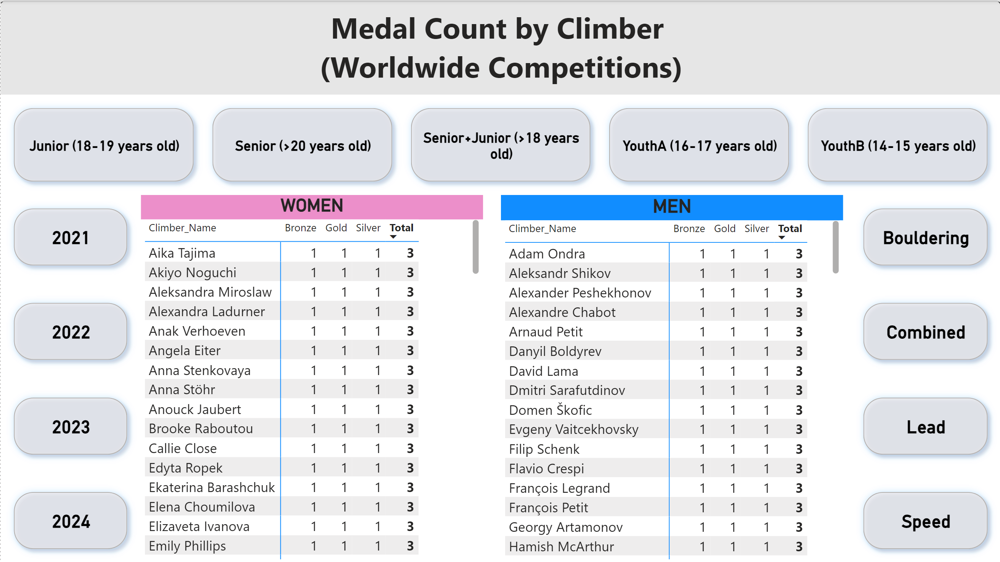 Medal Count by Climber
(Worldwide Competitions)
Junior (18-19 years old)
Senior (>20 years old)
Senior+Junior (>18 years
old)
YouthA (16-17 years old)
YouthB (14-15 years old)
2021
2022
2023
2024
WOMEN
Climber_Name Bronze Gold Silver Total
Aika Tajima 1 1 1 3
Akiyo Noguchi 1 1 1 3
Aleksandra Miroslaw 1 1 1 3
Alexandra Ladurner 1 1 1 3
Anak Verhoeven 1 1 1 3
Angela Eiter 1 1 1 3
Anna Stenkovaya 1 1 1 3
Anna Stöhr 1 1 1 3
Anouck Jaubert 1 1 1 3
Brooke Raboutou 1 1 1 3
Callie Close 1 1 1 3
Edyta Ropek 1 1 1 3
Ekaterina Barashchuk 1 1 1 3
Elena Choumilova 1 1 1 3
Elizaveta Ivanova 1 1 1 3
Emily Phillips 1 1 1 3
MEN
Climber_Name Bronze Gold Silver Total
Adam Ondra 1 1 1 3
Aleksandr Shikov 1 1 1 3
Alexander Peshekhonov 1 1 1 3
Alexandre Chabot 1 1 1 3
Arnaud Petit 1 1 1 3
Danyil Boldyrev 1 1 1 3
David Lama 1 1 1 3
Dmitri Sarafutdinov 1 1 1 3
Domen Škofic 1 1 1 3
Evgeny Vaitcekhovsky 1 1 1 3
Filip Schenk 1 1 1 3
Flavio Crespi 1 1 1 3
François Legrand 1 1 1 3
François Petit 1 1 1 3
Georgy Artamonov 1 1 1 3
Hamish McArthur 1 1 1 3
Bouldering
Combined
Lead
Speed